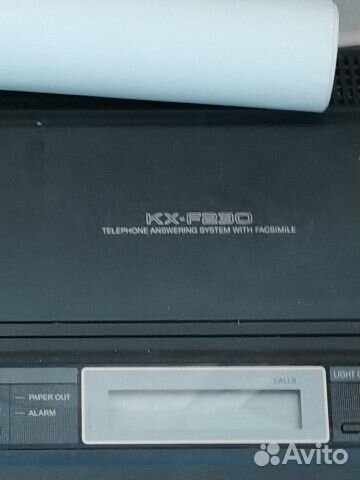 KX-F230
TELEPHONE ANSWERING SYSTEM WITH FACSIMILE
CALLS
PAPER OUT
LIGHT
ALARM
Avito